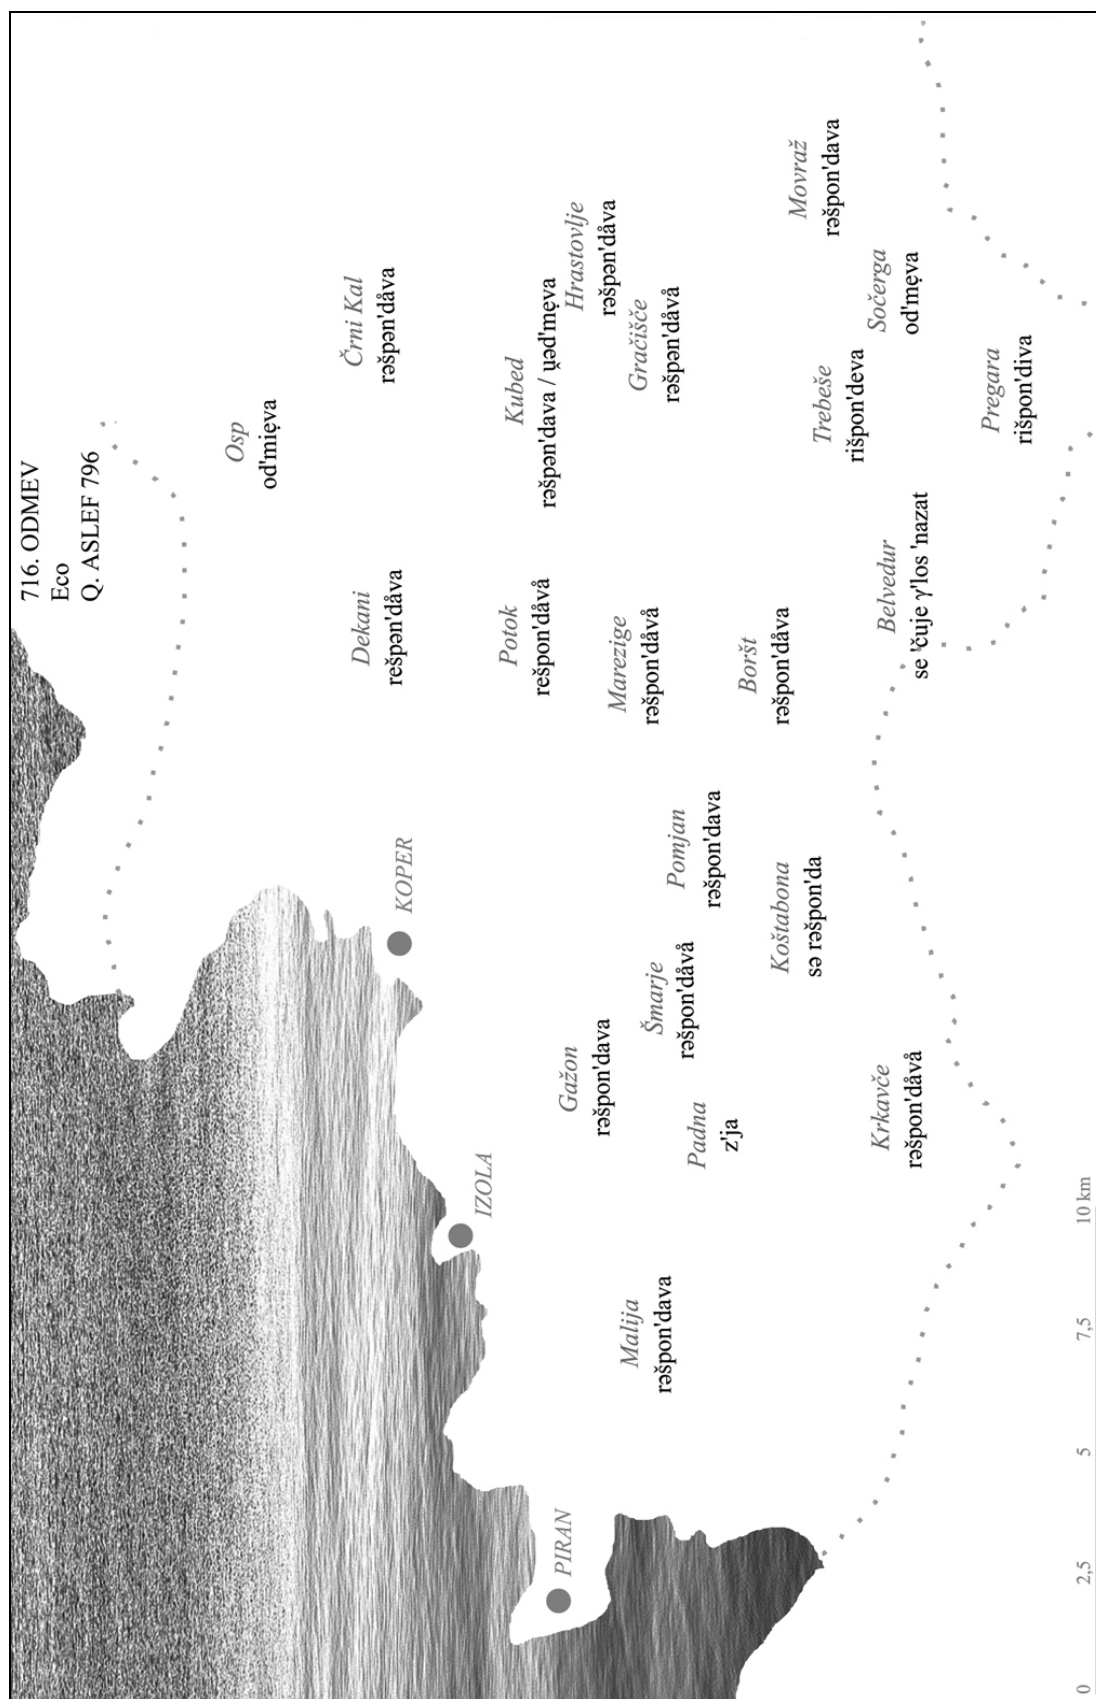 716. ODMEV
Eco
Q. ASLEF 796
Osp
od'miẹva
Črni Kal
rəšpən'dåva
Dekani
rešpən'dåva
KOPER
IZOLA
Kubed
rəšpən'dava / u̯əd'mẹva
Potok
rešpon'dåvå
Hrastovlje
rəšpən'dåva
Gračišče
rəšpən'dåvå
Marezige
rəšpon'dåvå
Gažon
rəšpon'dava
PIRAN
Malija
rəšpon'dava
Šmarje
rəšpon'dåvå
Pomjan
rəšpon'dava
Padna
z'ja
Boršt
rəšpon'dåva
Koštabona
sə rəšpon'da
Movraž
rəšpon'dava
Trebeše
rišpon'deva
Sočerga
od'mẹva
Belvedur
se 'čuje γ'los 'nazat
Krkavče
rəšpon'dåvå
Pregara
rišpon'diva
0 2,5 5 7,5 10 km